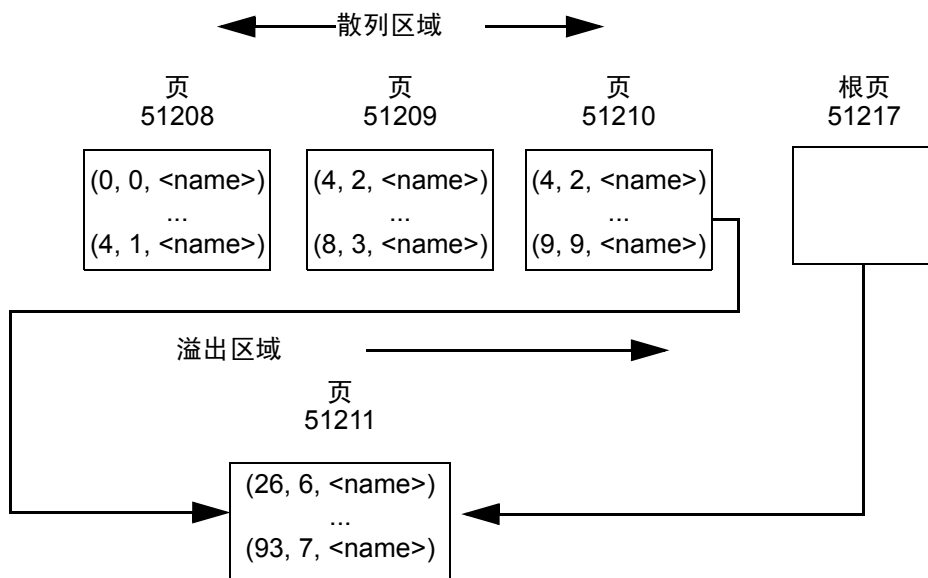 散列区域
页
51208
页
51209
页
51210
根页
51217
(0, 0, <name>)
...
(4, 1, <name>)
(4, 2, <name>)
...
(8, 3, <name>)
(4, 2, <name>)
...
(9, 9, <name>)
溢出区域
页
51211
(26, 6, <name>)
...
(93, 7, <name>)